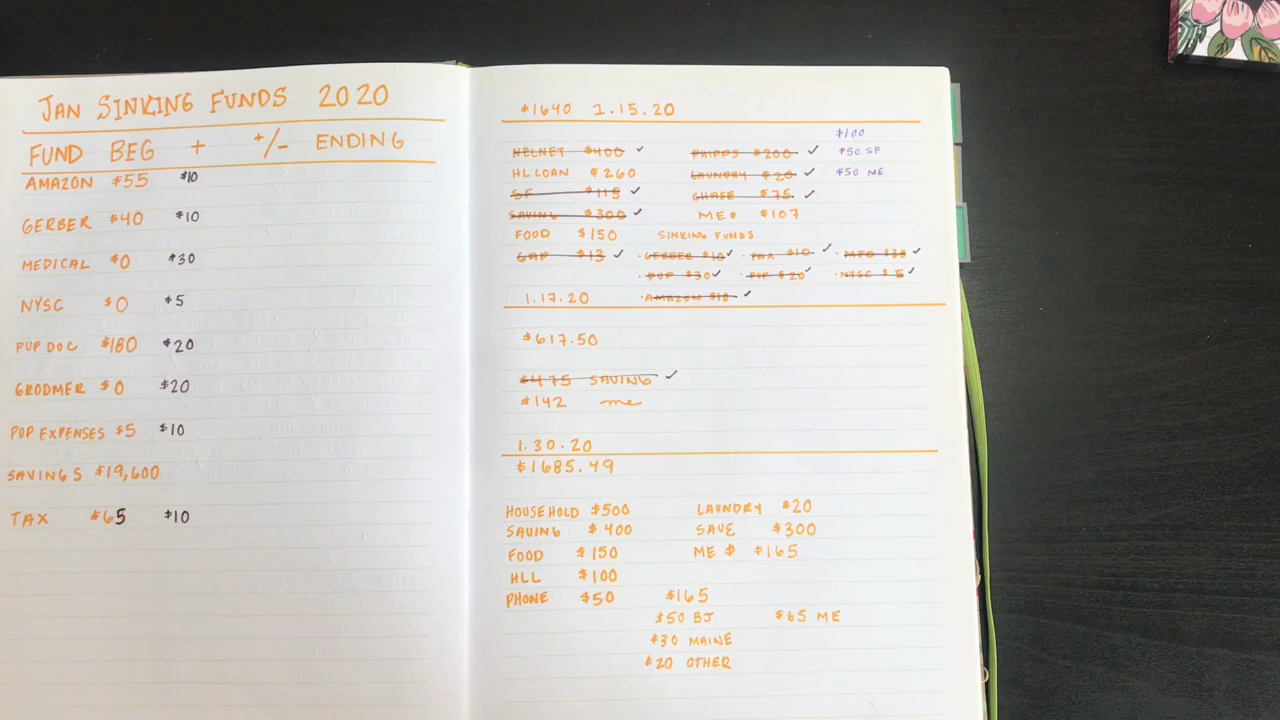 JAN SINKING FUNDS 2020
FUND BEG + +/- ENDING
AMAZON $55 $10
GERBER $40 $10
MEDICAL $0 $30
NYSC $0 $5
PUP DOC $180 $20
GROOMER $0 $20
PUP EXPENSES $5 $10
SAVINGS $19,600
TAX $65 $10
$1640 1.15.20
$100
NELNET $400 ✓ PHIPPS $200 ✓ $50 SF
HL LOAN $260 LAUNDRY $20 ✓ $50 ME
SF $115 ✓ CHASE $75 ✓
SAVING $300 ✓ ME $107
FOOD $150 SINKING FUNDS
GAP $13 ✓ · GERBER $10 ✓ · TAX $10 ✓ · MED $30 ✓
· PUP $30 ✓ · POP $20 ✓ · NYSC $5 ✓
1.17.20 · AMAZON $10 ✓
$617.50
$475 SAVING ✓
$142 me
1.30.20
$1685.49
HOUSEHOLD $500 LAUNDRY $20
SAVING $400 SAVE $300
FOOD $150 ME $ $165
HLL $100
PHONE $50 $165
$50 BJ $65 ME
$30 MAINE
$20 OTHER